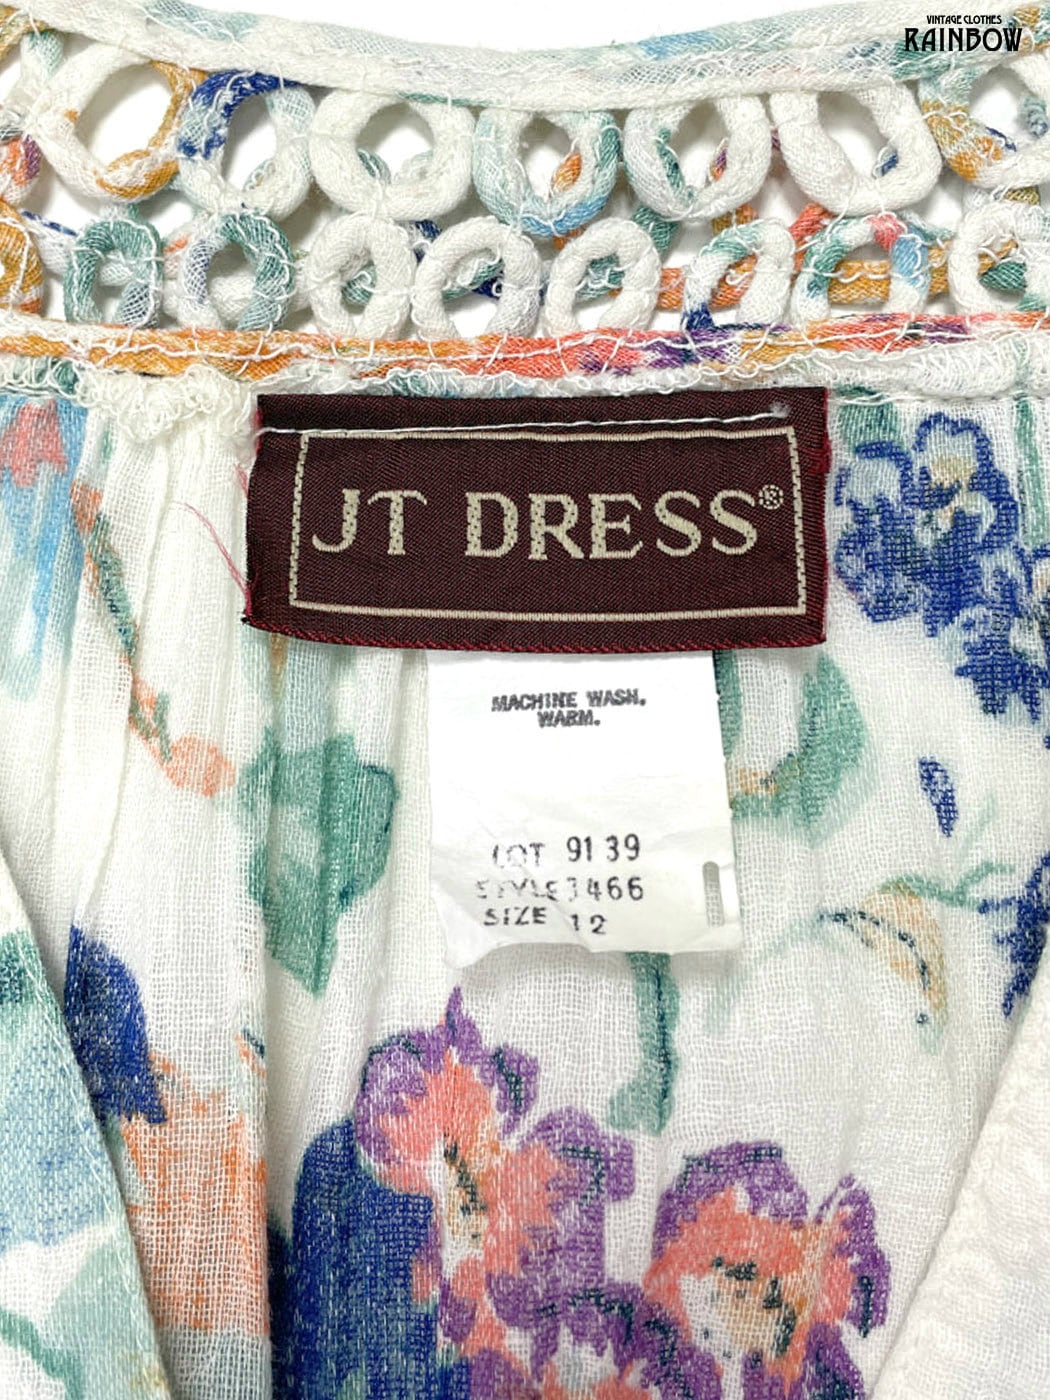 VINTAGE CLOTHES
RAINBOW
JT DRESS®
MACHINE WASH.
WARM.
LOT 9139
STYLE 3466
SIZE 12